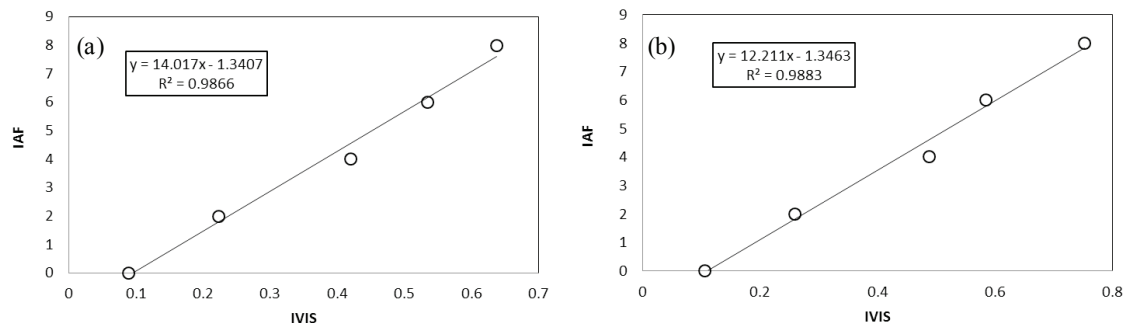 (a)
y = 14.017x - 1.3407
R² = 0.9866
IAF
9
8
7
6
5
4
3
2
1
0
0 0.1 0.2 0.3 0.4 0.5 0.6 0.7
IVIS
(b)
y = 12.211x - 1.3463
R² = 0.9883
IAF
9
8
7
6
5
4
3
2
1
0
0 0.2 0.4 0.6 0.8
IVIS